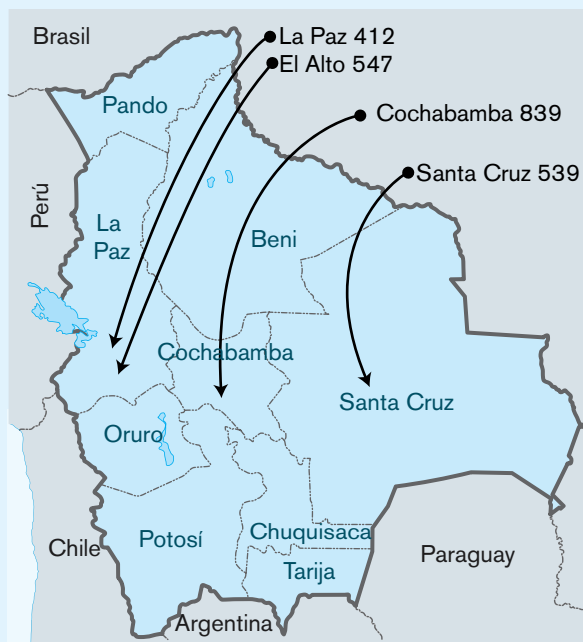 Brasil
La Paz 412
El Alto 547
Pando
Cochabamba 839
Santa Cruz 539
Perú
La
Paz
Beni
Cochabamba
Santa Cruz
Oruro
Potosí
Chuquisaca
Chile
Paraguay
Tarija
Argentina